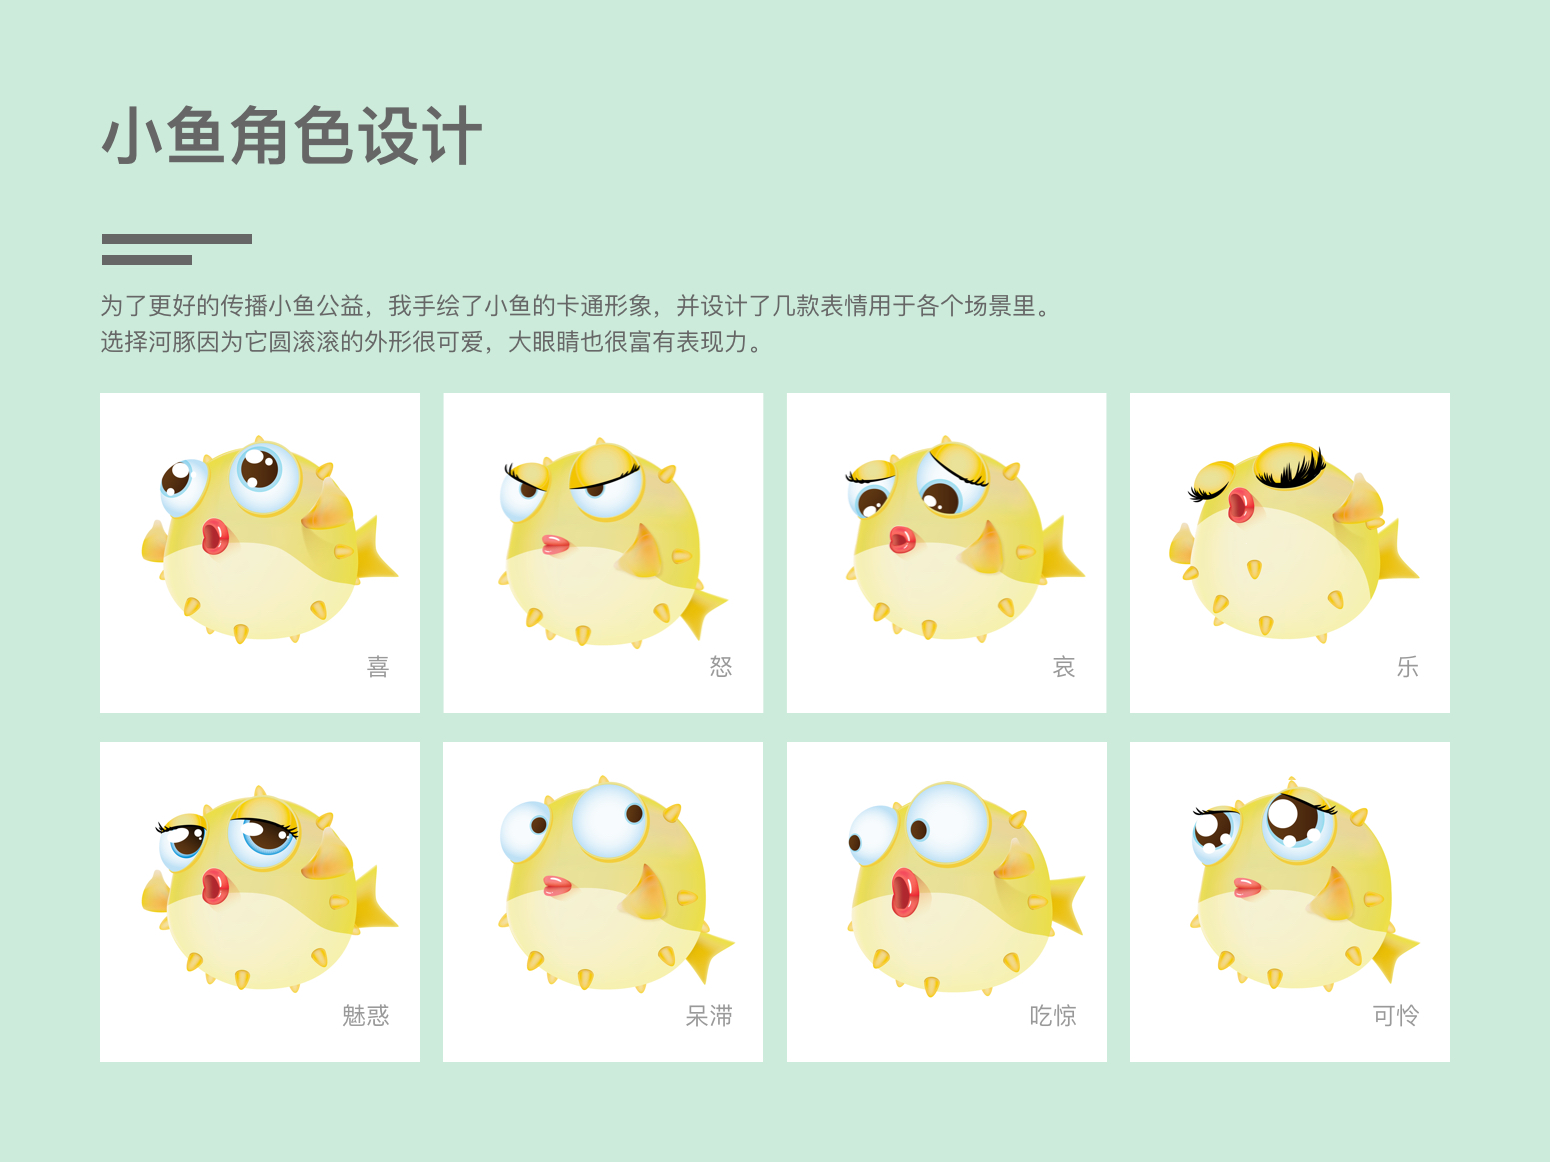 小鱼角色设计
为了更好的传播小鱼公益，我手绘了小鱼的卡通形象，并设计了几款表情用于各个场景里。
选择河豚因为它圆滚滚的外形很可爱，大眼睛也很富有表现力。
喜
怒
哀
乐
魅惑
呆滞
吃惊
可怜